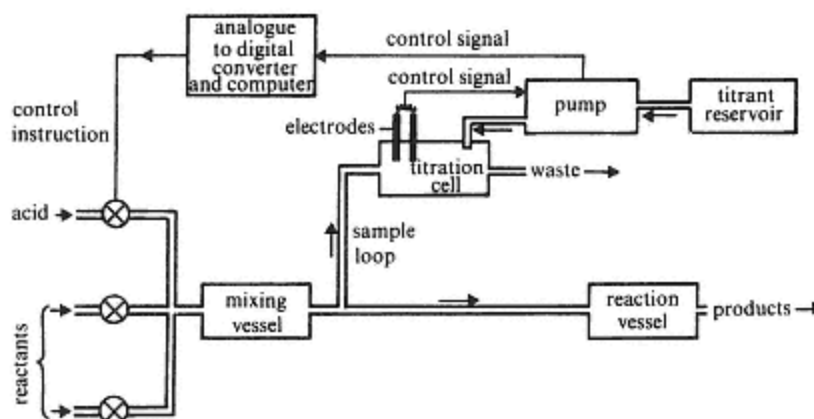 analogue
to digital
converter
and computer
control signal
control signal
control
instruction
electrodes
pump
titrant
reservoir
titration
cell
waste
acid
sample
loop
mixing
vessel
reaction
vessel
products
reactants